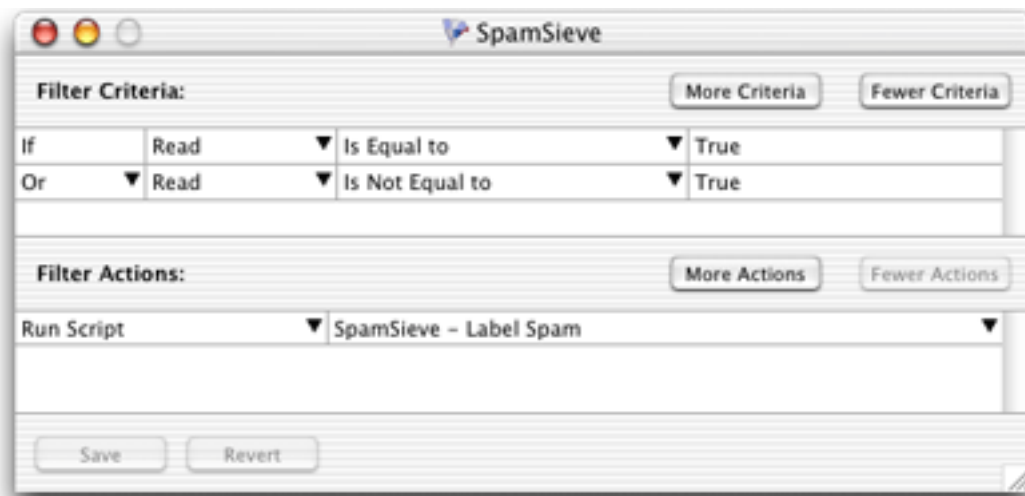 SpamSieve
Filter Criteria: More Criteria Fewer Criteria
If Read Is Equal to True
Or Read Is Not Equal to True
Filter Actions: More Actions Fewer Actions
Run Script SpamSieve – Label Spam
Save Revert